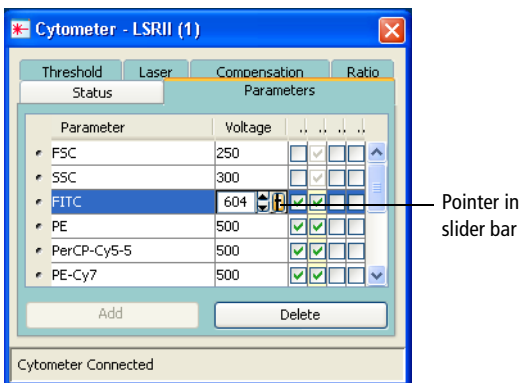 Cytometer - LSRII (1)
Threshold Laser Compensation Ratio
Status Parameters
Parameter Voltage .. .. .. ..
FSC 250
SSC 300
FITC 604
Pointer in
slider bar
PE 500
PerCP-Cy5-5 500
PE-Cy7 500
Add Delete
Cytometer Connected